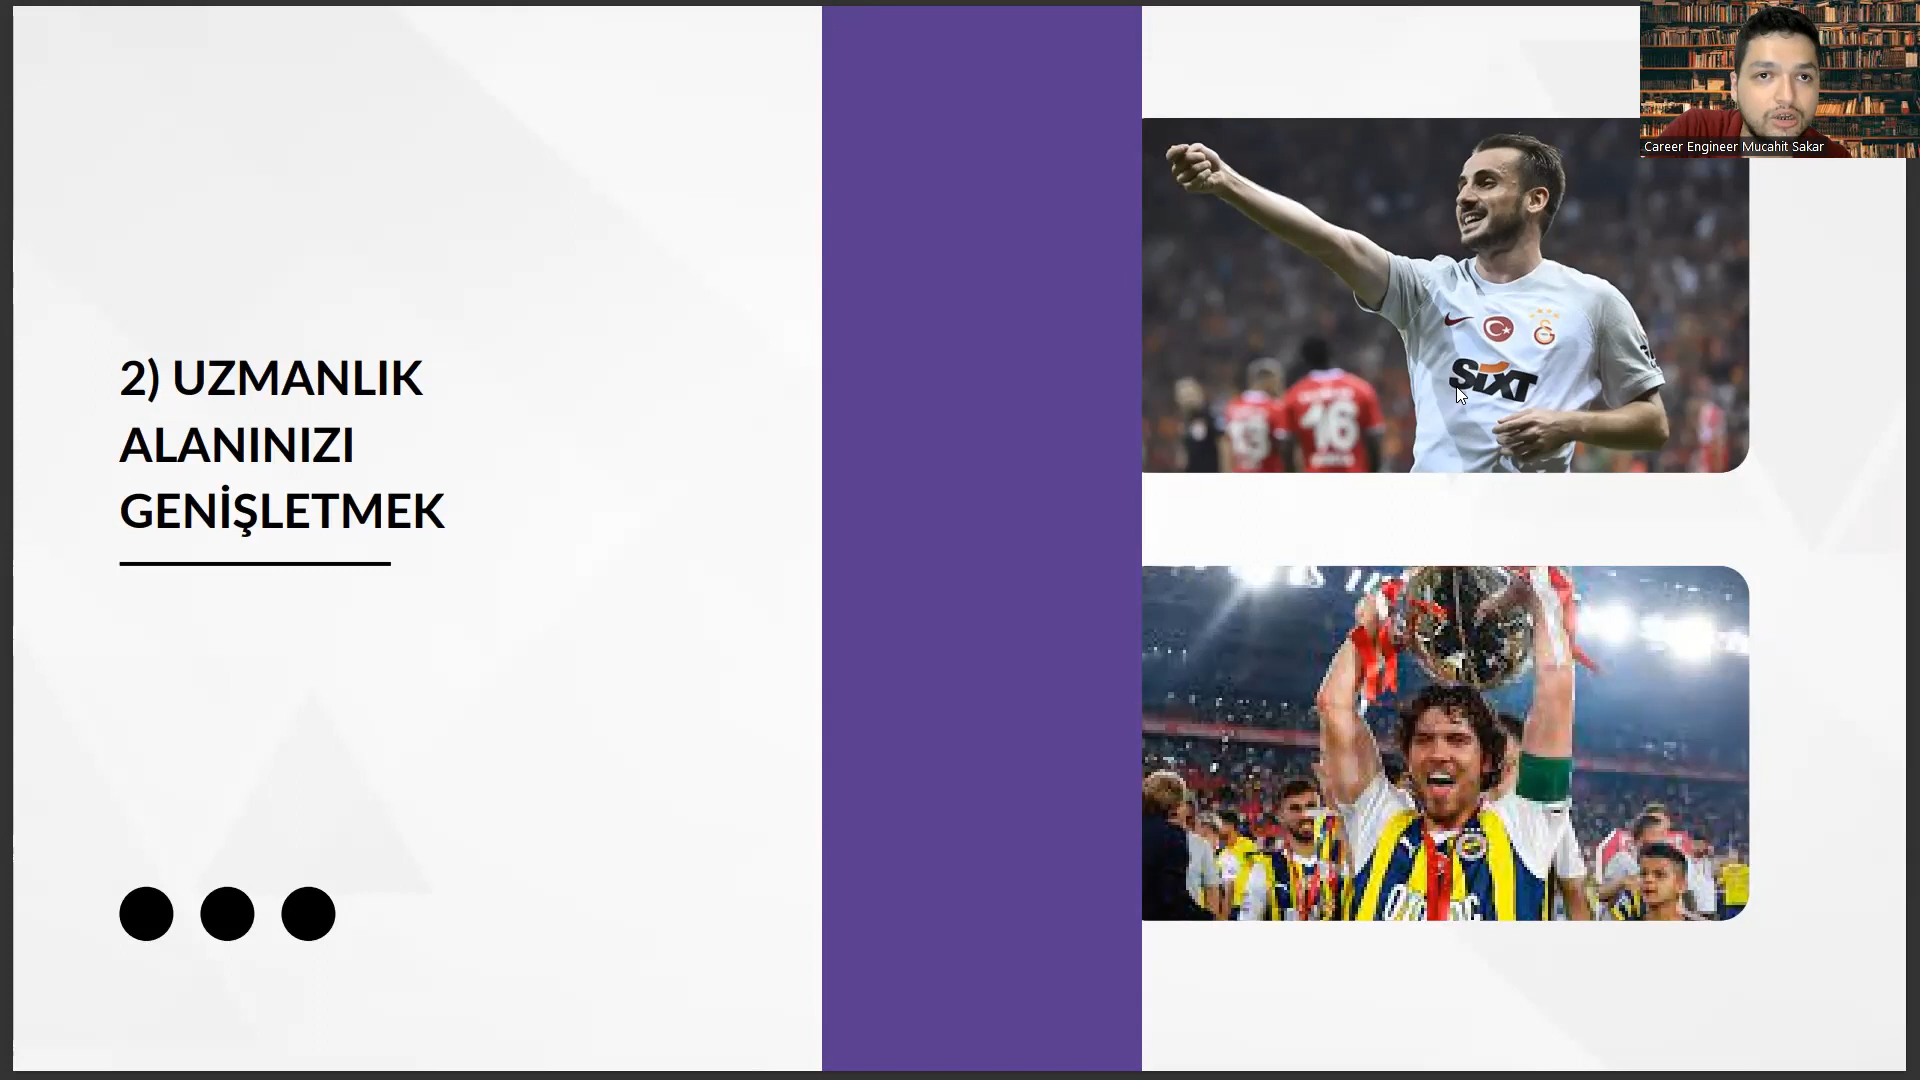 2) UZMANLIK
ALANINIZI
GENİŞLETMEK
Career Engineer Mucahit Sakar
SIXT
16